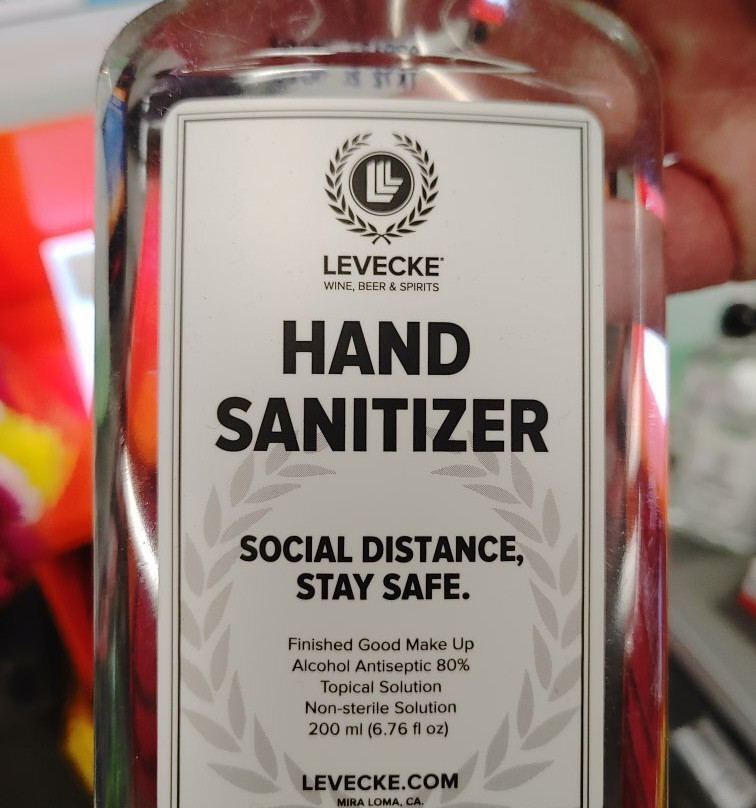 LEVECKE
WINE, BEER & SPIRITS
HAND
SANITIZER
SOCIAL DISTANCE,
STAY SAFE.
Finished Good Make Up
Alcohol Antiseptic 80%
Topical Solution
Non-sterile Solution
200 ml (6.76 fl oz)
LEVECKE.COM
MIRA LOMA, CA.